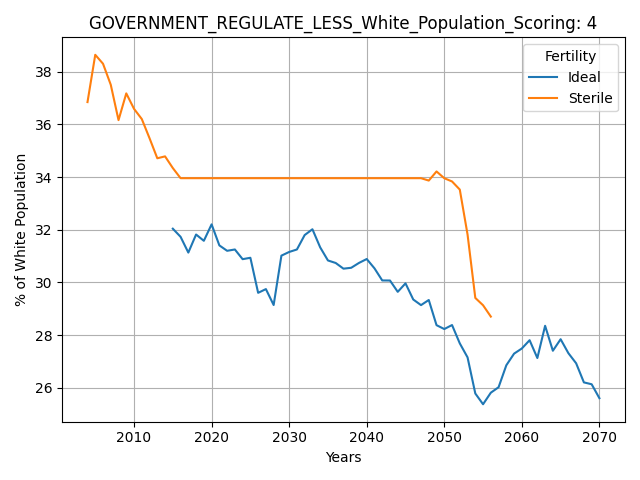 GOVERNMENT_REGULATE_LESS_White_Population_Scoring: 4
Fertility
Ideal
Sterile
% of White Population
38
36
34
32
30
28
26
2010 2020 2030 2040 2050 2060 2070
Years